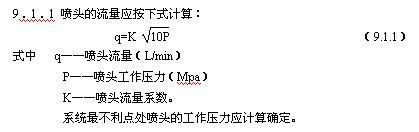 9．1．1 喷头的流量应按下式计算：
q=K √10P （9.1.1）
式中 q——喷头流量（L/min）
P——喷头工作压力（Mpa）
K——喷头流量系数。
系统最不利点处喷头的工作压力应计算确定。